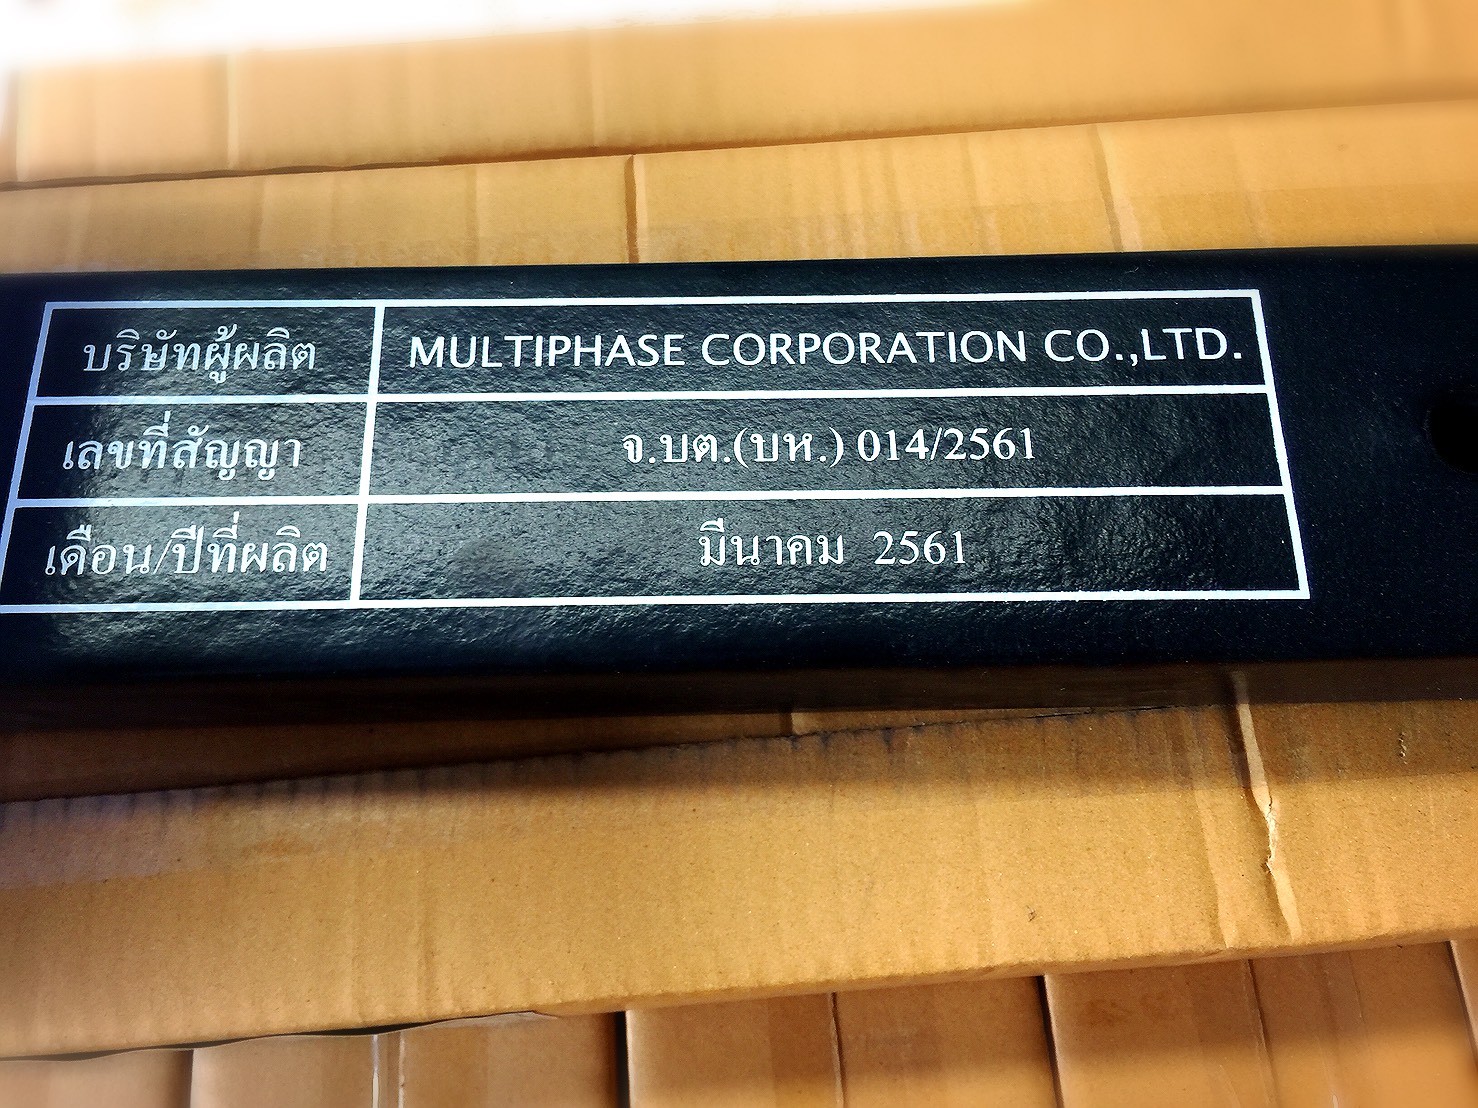 บริษัทผู้ผลิต MULTIPHASE CORPORATION CO.,LTD.
เลขที่สัญญา จ.บต.(บห.) 014/2561
เดือน/ปีที่ผลิต มีนาคม 2561